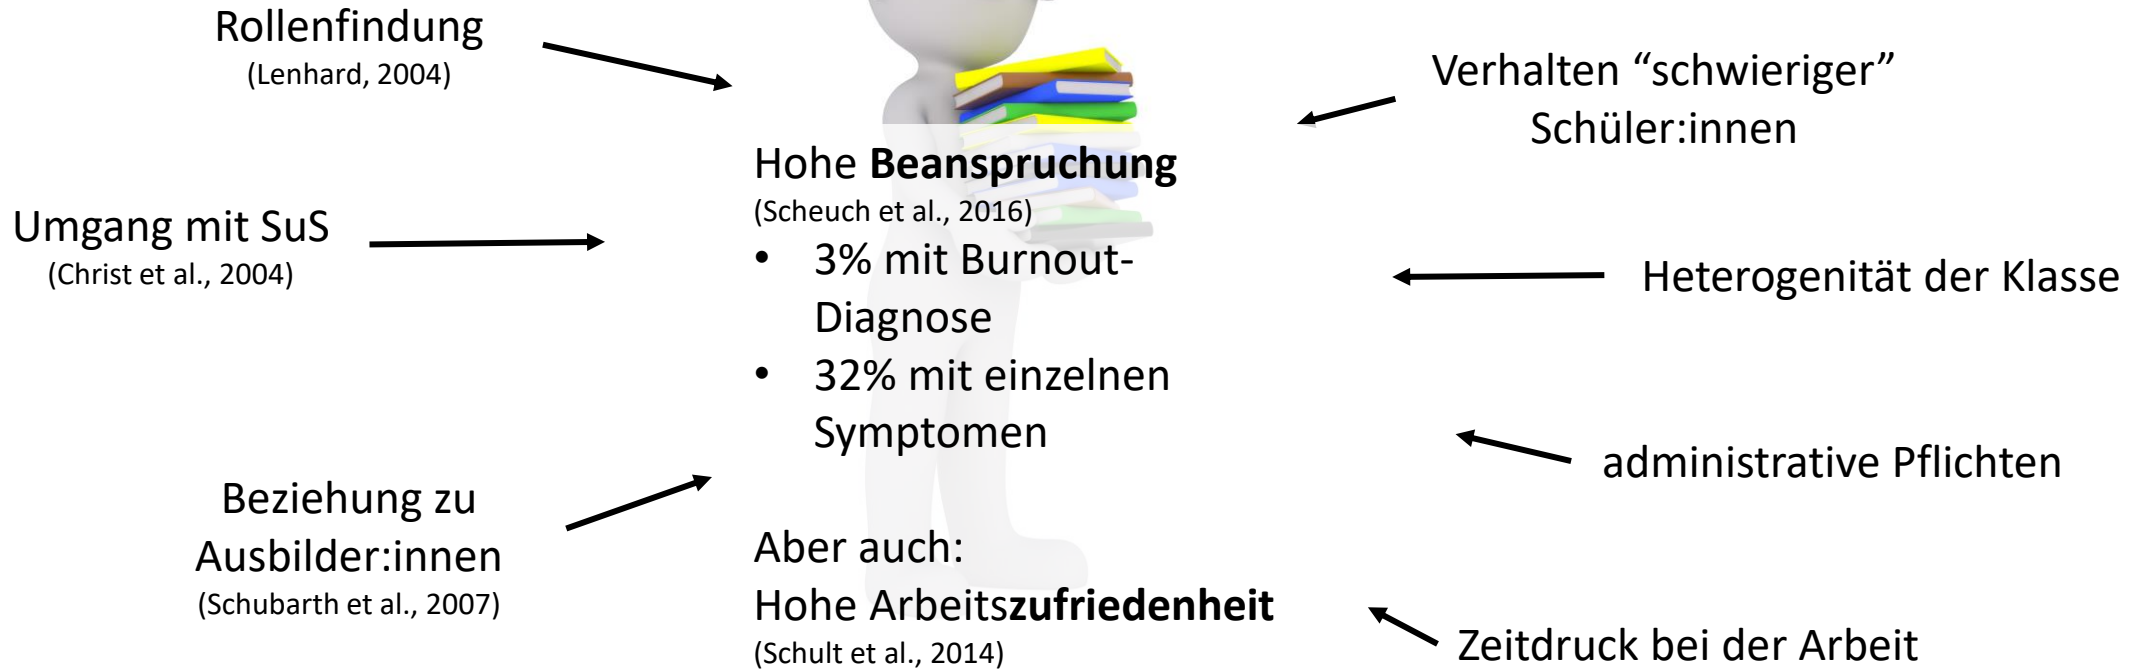 Rollenfindung
(Lenhard, 2004)
Umgang mit SuS
(Christ et al., 2004)
Beziehung zu
Ausbilder:innen
(Schubarth et al., 2007)
Hohe Beanspruchung
(Scheuch et al., 2016)
• 3% mit Burnout-
Diagnose
• 32% mit einzelnen
Symptomen
Aber auch:
Hohe Arbeitszufriedenheit
(Schult et al., 2014)
Verhalten “schwieriger”
Schüler:innen
Heterogenität der Klasse
administrative Pflichten
Zeitdruck bei der Arbeit